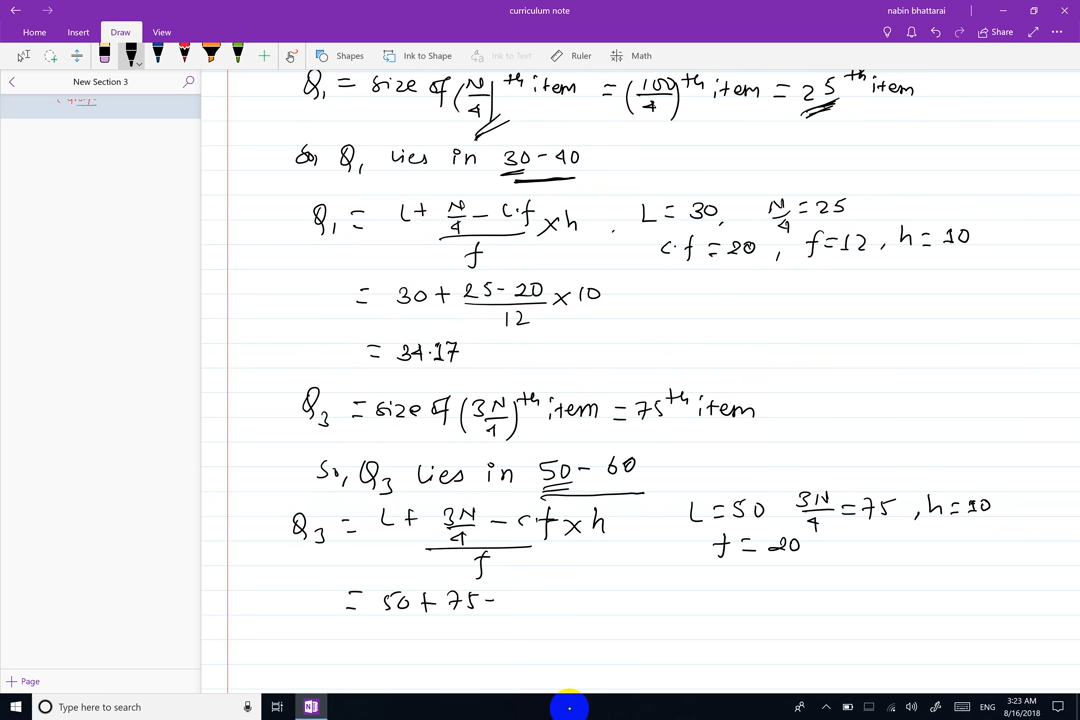 curriculum note
nabin bhattarai
Home Insert Draw View
Share
Shapes Ink to Shape Ink to Text Ruler Math
New Section 3
Q₁ = size of (N/4)th item = (100/4)th item = 25th item
So, Q₁ lies in 30-40
Q₁ = L + (N/4 - c.f)/f × h , L = 30, N/4 = 25
c.f = 20, f = 12, h = 10
= 30 + (25 - 20)/12 × 10
= 34.17
Q₃ = size of (3N/4)th item = 75th item
So, Q₃ lies in 50 - 60
Q₃ = L + (3N/4 - c.f)/f × h L = 50 3N/4 = 75, h = 10
f = 20
= 50 + 75 -
+ Page
Type here to search
ENG
3:23 AM
8/16/2018